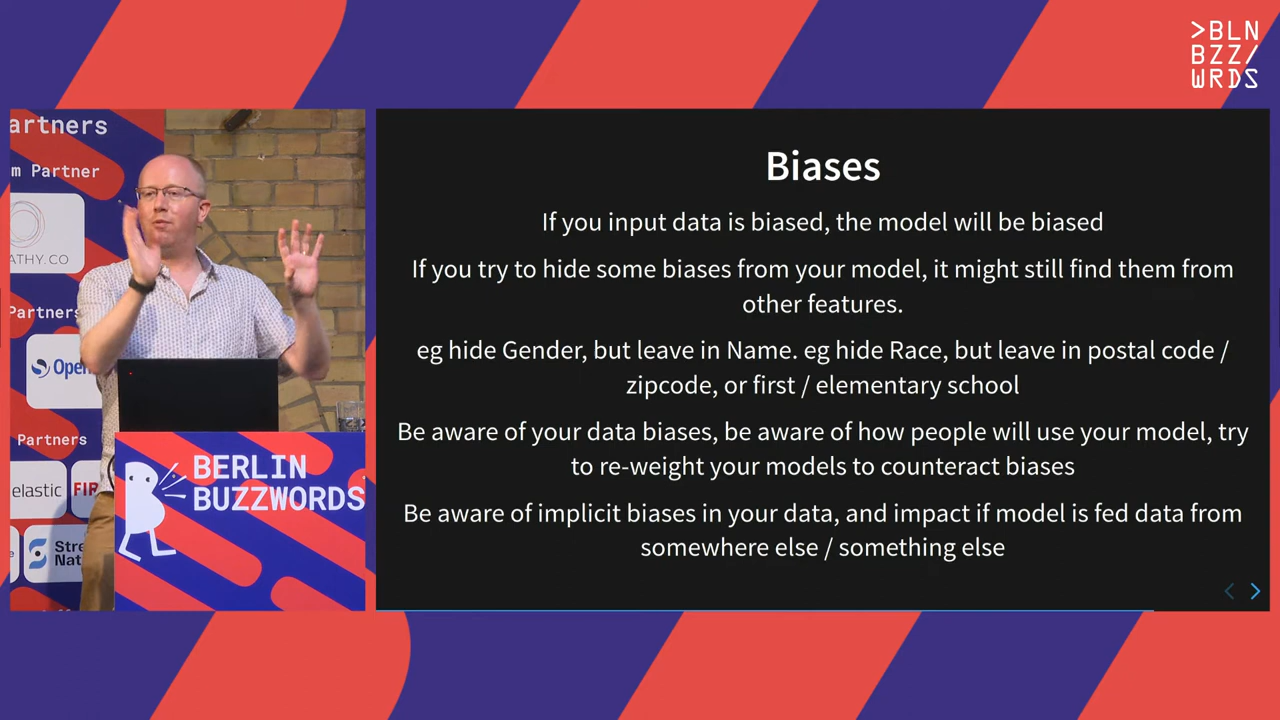 >BLN
BZZ/
WRDS
artners
m Partner
ATHY.CO
Partners
Open
Partners
elastic
FIR
Stre
Nat
BERLIN
BUZZWORDS
Biases
If you input data is biased, the model will be biased
If you try to hide some biases from your model, it might still find them from
other features.
eg hide Gender, but leave in Name. eg hide Race, but leave in postal code /
zipcode, or first / elementary school
Be aware of your data biases, be aware of how people will use your model, try
to re-weight your models to counteract biases
Be aware of implicit biases in your data, and impact if model is fed data from
somewhere else / something else